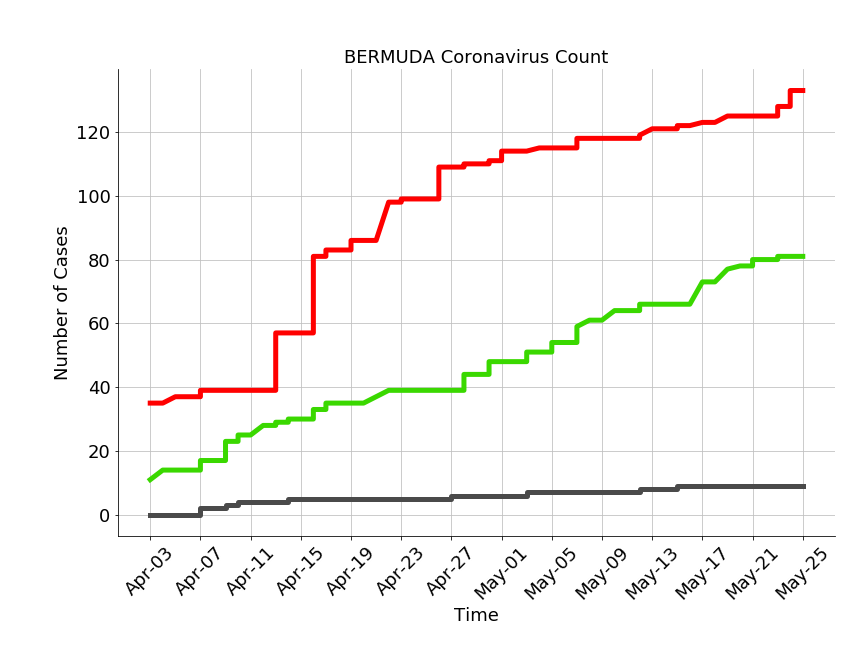 BERMUDA Coronavirus Count
120
100
80
60
40
20
0
Number of Cases
Apr-03
Apr-07
Apr-11
Apr-15
Apr-19
Apr-23
Apr-27
May-01
May-05
May-09
May-13
May-17
May-21
May-25
Time